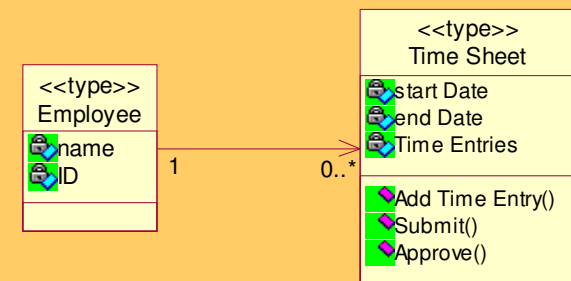 <<type>>
Employee
name
ID
1
0..*
<<type>>
Time Sheet
start Date
end Date
Time Entries
Add Time Entry()
Submit()
Approve()